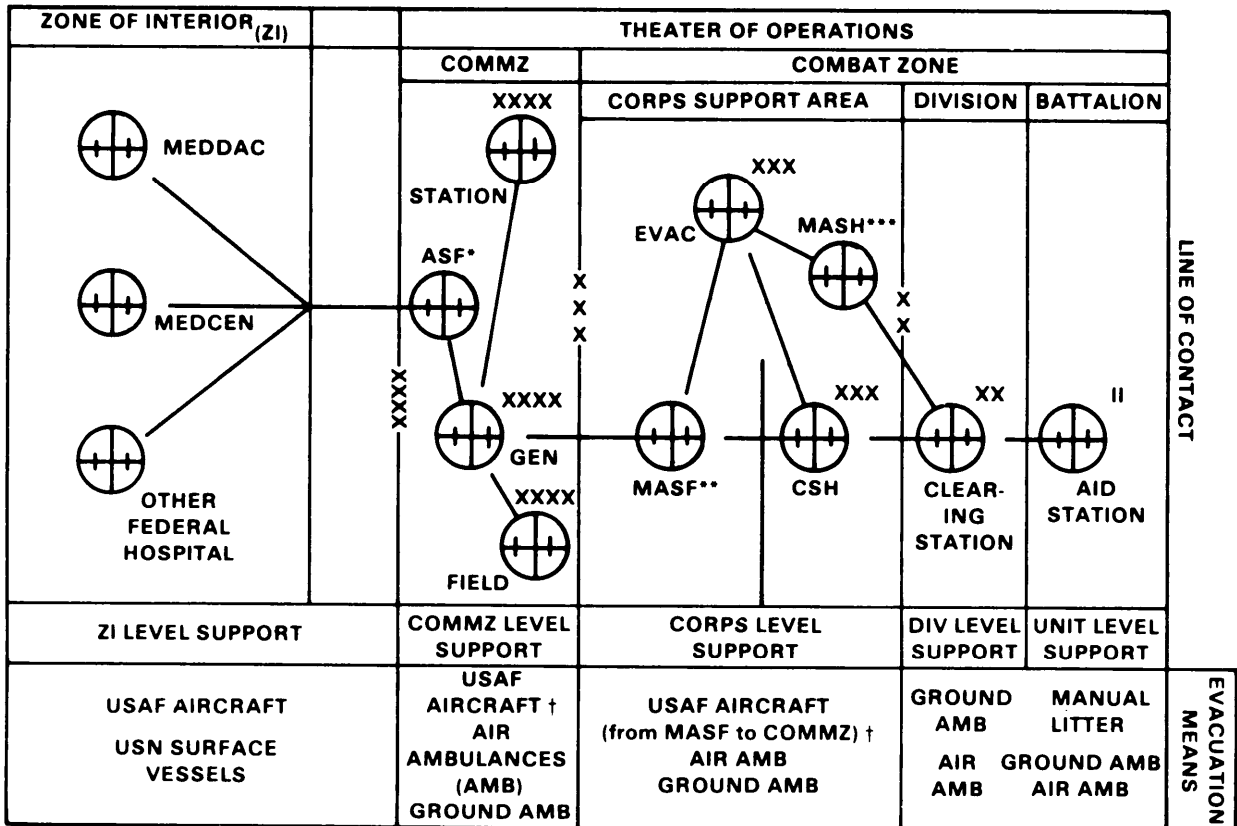 ZONE OF INTERIOR (ZI)
THEATER OF OPERATIONS
COMMZ
COMBAT ZONE
CORPS SUPPORT AREA
DIVISION
BATTALION
MEDDAC
MEDCEN
OTHER
FEDERAL
HOSPITAL
XXXX
STATION
ASF*
XXXX
XXXX
GEN
XXXX
FIELD
XXX
EVAC
MASH***
X
X
X
MASF**
XXX
CSH
X
X
XX
CLEAR-
ING
STATION
II
AID
STATION
LINE OF CONTACT
ZI LEVEL SUPPORT
COMMZ LEVEL
SUPPORT
CORPS LEVEL
SUPPORT
DIV LEVEL
SUPPORT
UNIT LEVEL
SUPPORT
USAF AIRCRAFT
USN SURFACE
VESSELS
USAF
AIRCRAFT †
AIR
AMBULANCES
(AMB)
GROUND AMB
USAF AIRCRAFT
(from MASF to COMMZ) †
AIR AMB
GROUND AMB
GROUND
AMB
AIR
AMB
MANUAL
LITTER
GROUND AMB
AIR AMB
EVACUATION
MEANS